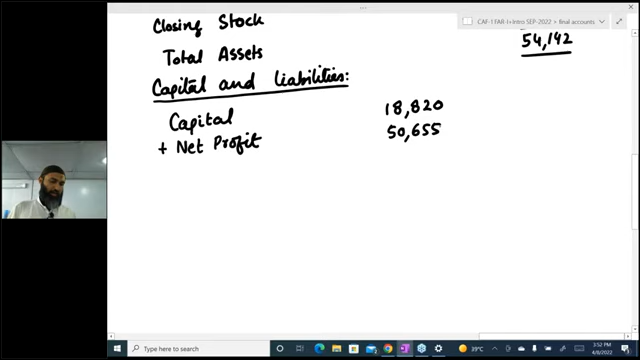 CAF-1 FAR-I • Intro SEP-2022 > final accounts
Closing Stock
54,142
Total Assets
Capital and Liabilities:
Capital 18,820
+ Net Profit 50,655
Type here to search
39°C
3:52 PM
4/8/2022